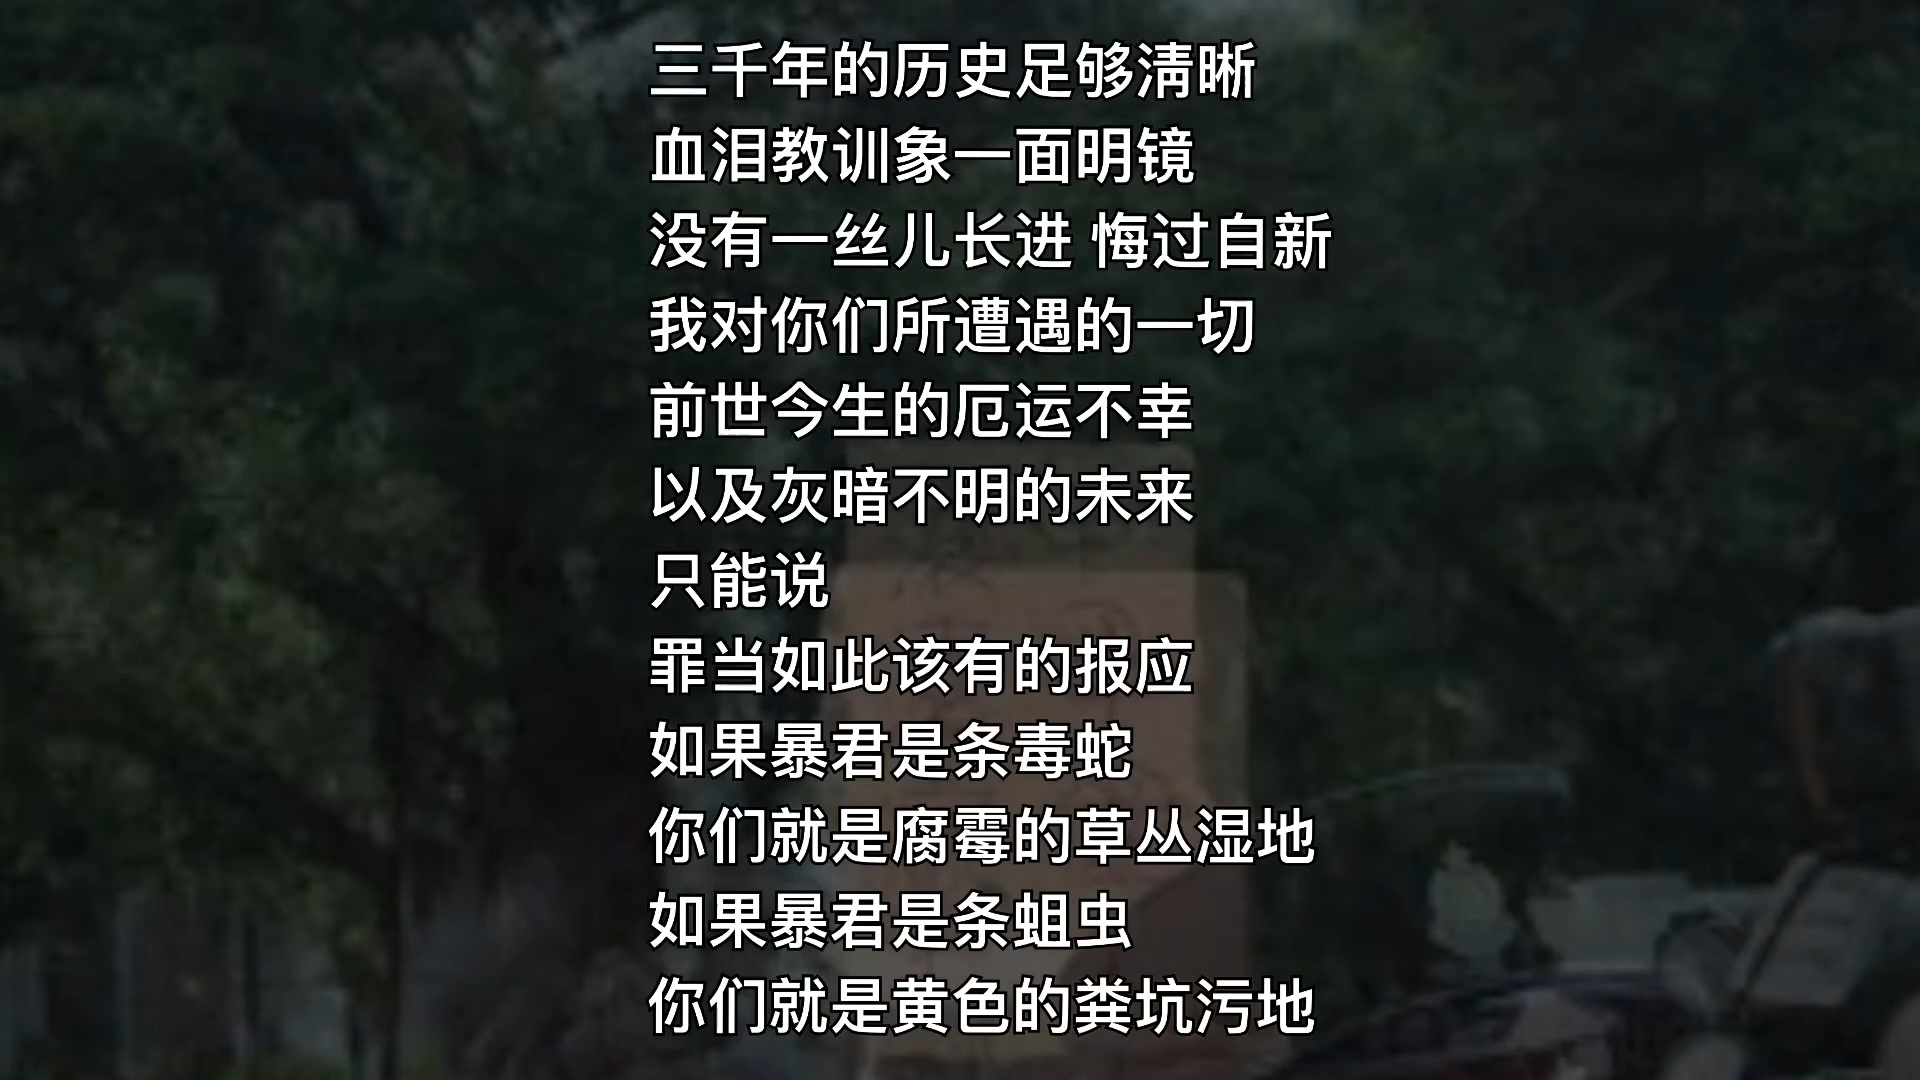 三千年的历史足够清晰
血泪教训象一面明镜
没有一丝儿长进 悔过自新
我对你们所遭遇的一切
前世今生的厄运不幸
以及灰暗不明的未来
只能说
罪当如此该有的报应
如果暴君是条毒蛇
你们就是腐霉的草丛湿地
如果暴君是条蛆虫
你们就是黄色的粪坑污地